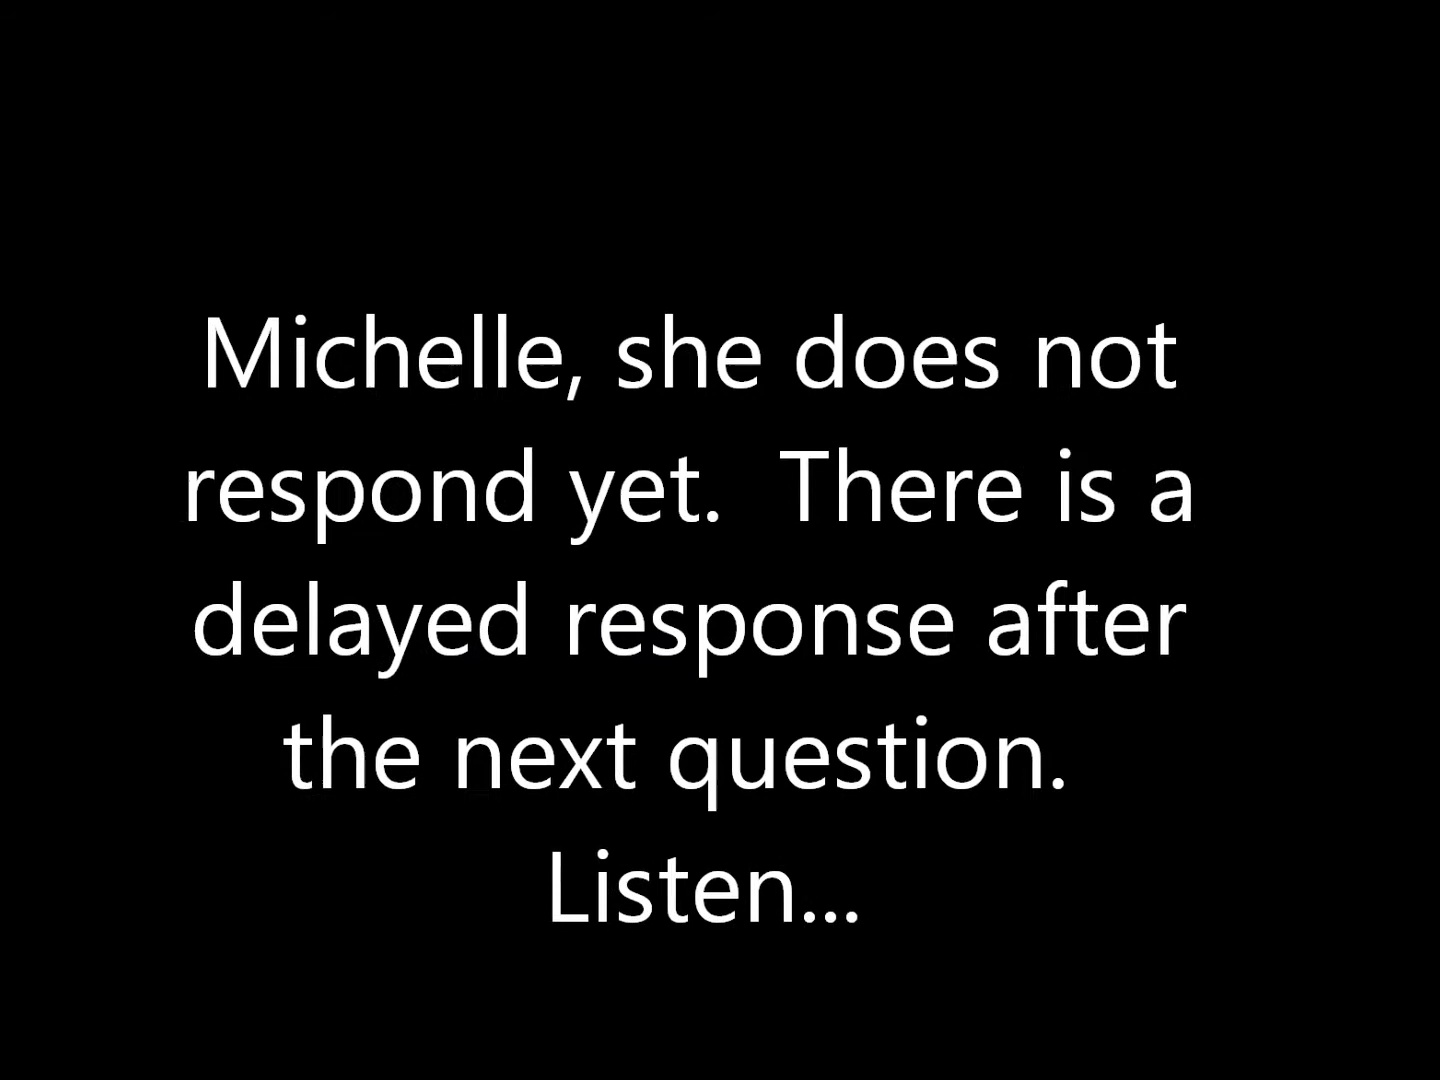 Michelle, she does not
respond yet.  There is a
delayed response after
the next question.
Listen...